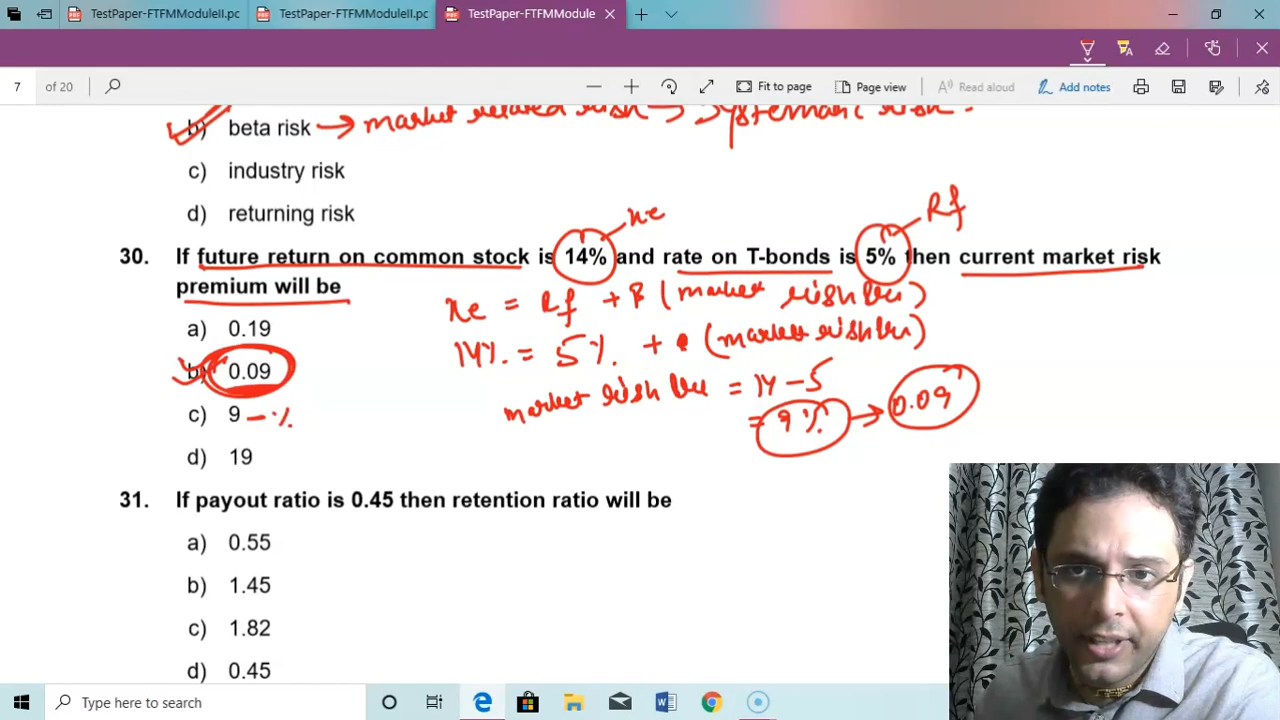 TestPaper-FTFMModuleII.pc TestPaper-FTFMModuleII.pc TestPaper-FTFMModule
7 of 20 Fit to page Page view Read aloud Add notes
b) beta risk → market related risk → systematic risk.
c) industry risk
d) returning risk
Ke Rf
30. If future return on common stock is 14% and rate on T-bonds is 5% then current market risk
premium will be
Ke = Rf + β (market risk
a) 0.19
14% = 5% + (market risk
b) 0.09
market risk = 14 - 5
= 9% → 0.09
c) 9 - %
d) 19
31. If payout ratio is 0.45 then retention ratio will be
a) 0.55
b) 1.45
c) 1.82
d) 0.45
Type here to search